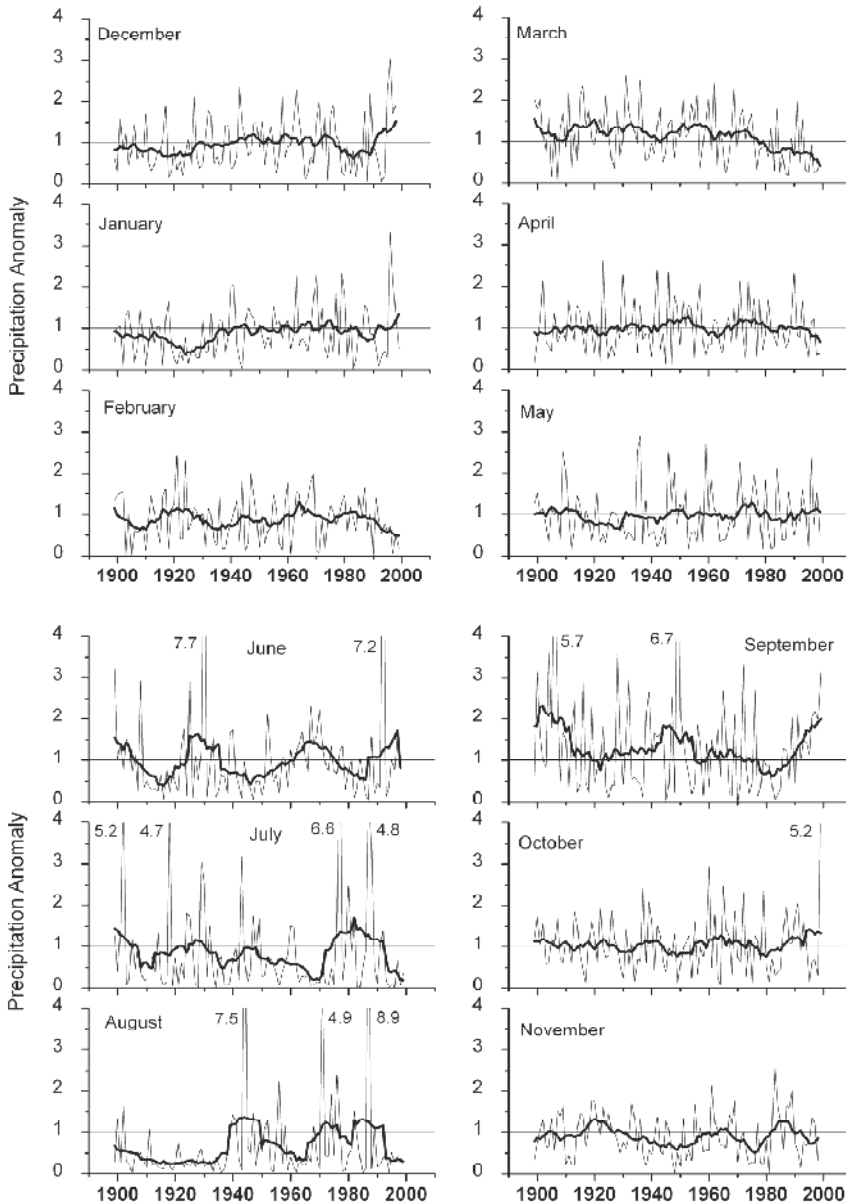 4 4
December March
3 3
2 2
1 1
0 0
4 4
January April
3 3
2 2
1 1
0 0
Precipitation Anomaly
4 4
February May
3 3
2 2
1 1
0 0
1900 1920 1940 1960 1980 2000 1900 1920 1940 1960 1980 2000
4 7.7 June 7.2 4 5.7 6.7 September
3 3
2 2
1 1
0 0
4 5.2 4.7 July 6.6 4.8 4 October 5.2
3 3
2 2
1 1
0 0
Precipitation Anomaly
4 August 7.5 4.9 8.9 4 November
3 3
2 2
1 1
0 0
1900 1920 1940 1960 1980 2000 1900 1920 1940 1960 1980 2000